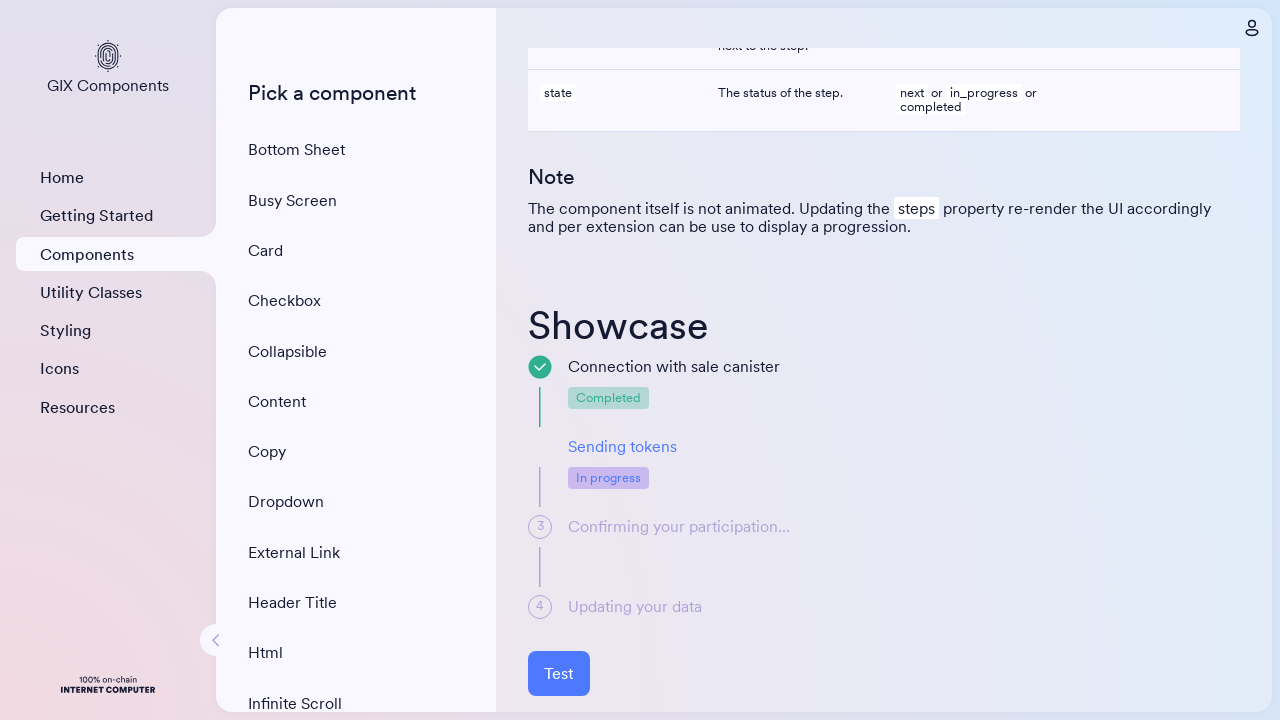 GIX Components
Home
Getting Started
Components
Utility Classes
Styling
Icons
Resources
100% on-chain
INTERNET COMPUTER
Pick a component
Bottom Sheet
Busy Screen
Card
Checkbox
Collapsible
Content
Copy
Dropdown
External Link
Header Title
Html
Infinite Scroll
next to the step.
state The status of the step. next or in_progress or
completed
Note
The component itself is not animated. Updating the steps property re-render the UI accordingly
and per extension can be use to display a progression.
Showcase
Connection with sale canister
Completed
Sending tokens
In progress
3 Confirming your participation...
4 Updating your data
Test